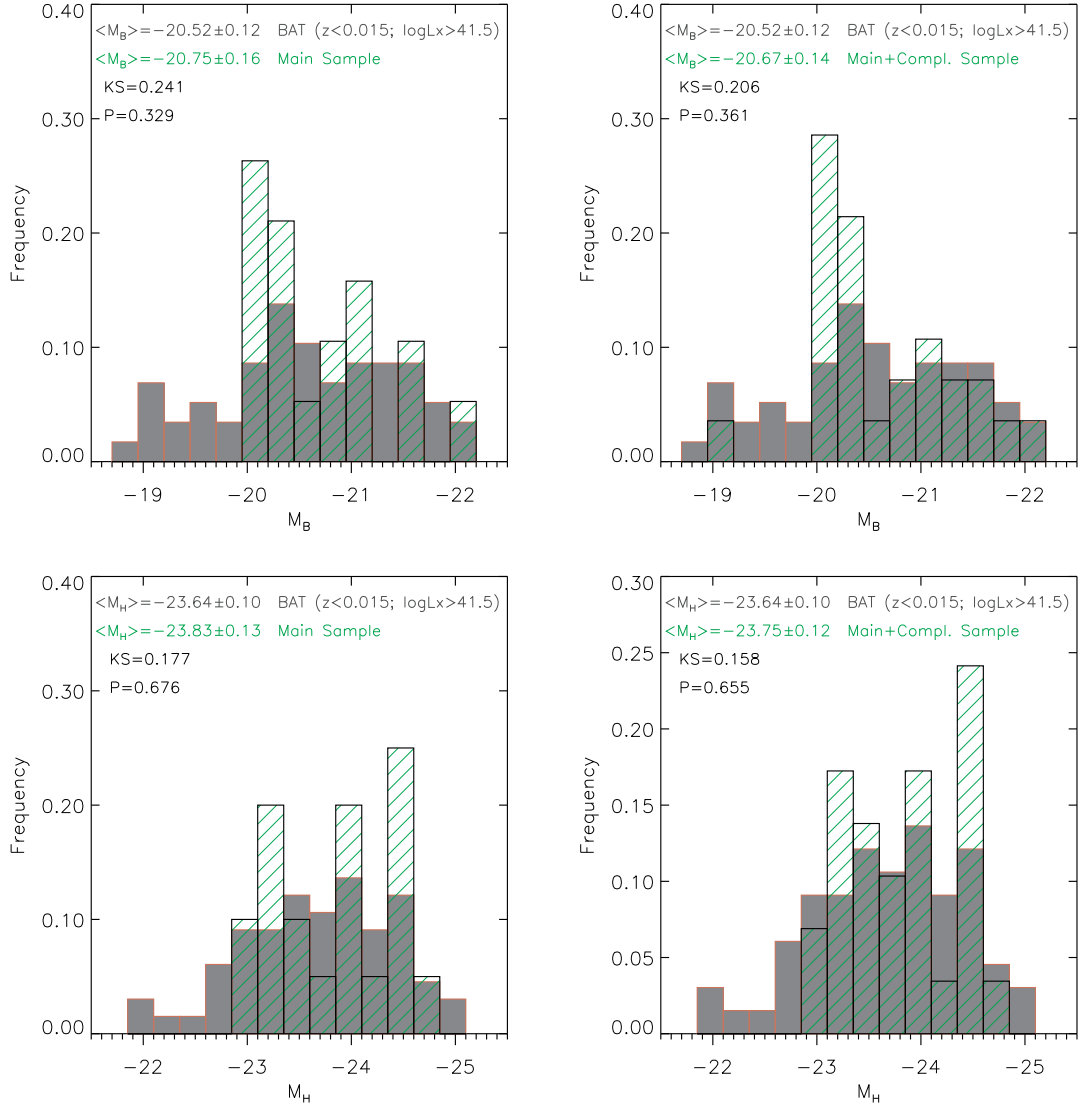 <M_B>=−20.52±0.12 BAT (z<0.015; logLx>41.5)
<M_B>=−20.75±0.16 Main Sample
KS=0.241
P=0.329
0.40
0.30
0.20
0.10
0.00
Frequency
−19 −20 −21 −22
M_B
<M_B>=−20.52±0.12 BAT (z<0.015; logLx>41.5)
<M_B>=−20.67±0.14 Main+Compl. Sample
KS=0.206
P=0.361
0.40
0.30
0.20
0.10
0.00
Frequency
−19 −20 −21 −22
M_B
<M_H>=−23.64±0.10 BAT (z<0.015; logLx>41.5)
<M_H>=−23.83±0.13 Main Sample
KS=0.177
P=0.676
0.40
0.30
0.20
0.10
0.00
Frequency
−22 −23 −24 −25
M_H
<M_H>=−23.64±0.10 BAT (z<0.015; logLx>41.5)
<M_H>=−23.75±0.12 Main+Compl. Sample
KS=0.158
P=0.655
0.30
0.25
0.20
0.15
0.10
0.05
0.00
Frequency
−22 −23 −24 −25
M_H